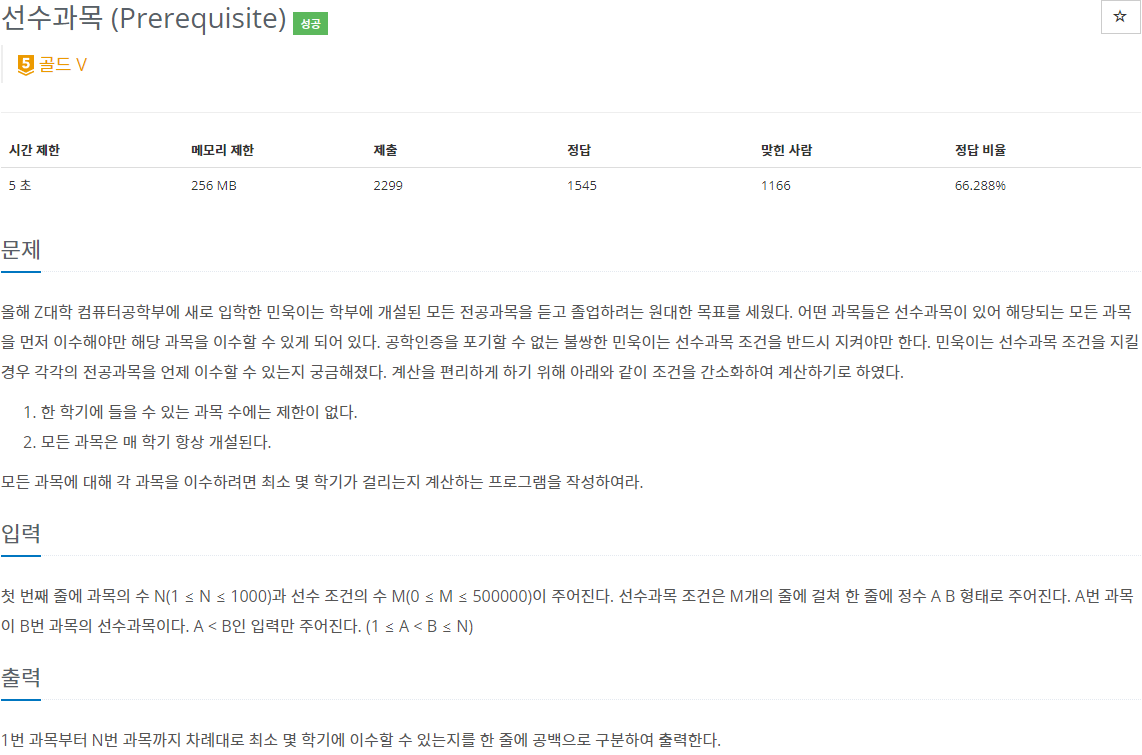 선수과목 (Prerequisite) 성공
5 골드 V
시간 제한 메모리 제한 제출 정답 맞힌 사람 정답 비율
5 초 256 MB 2299 1545 1166 66.288%
문제
올해 Z대학 컴퓨터공학부에 새로 입학한 민욱이는 학부에 개설된 모든 전공과목을 듣고 졸업하려는 원대한 목표를 세웠다. 어떤 과목들은 선수과목이 있어 해당되는 모든 과목
을 먼저 이수해야만 해당 과목을 이수할 수 있게 되어 있다. 공학인증을 포기할 수 없는 불쌍한 민욱이는 선수과목 조건을 반드시 지켜야만 한다. 민욱이는 선수과목 조건을 지킬
경우 각각의 전공과목을 언제 이수할 수 있는지 궁금해졌다. 계산을 편리하게 하기 위해 아래와 같이 조건을 간소화하여 계산하기로 하였다.
1. 한 학기에 들을 수 있는 과목 수에는 제한이 없다.
2. 모든 과목은 매 학기 항상 개설된다.
모든 과목에 대해 각 과목을 이수하려면 최소 몇 학기가 걸리는지 계산하는 프로그램을 작성하여라.
입력
첫 번째 줄에 과목의 수 N(1 ≤ N ≤ 1000)과 선수 조건의 수 M(0 ≤ M ≤ 500000)이 주어진다. 선수과목 조건은 M개의 줄에 걸쳐 한 줄에 정수 A B 형태로 주어진다. A번 과목
이 B번 과목의 선수과목이다. A < B인 입력만 주어진다. (1 ≤ A < B ≤ N)
출력
1번 과목부터 N번 과목까지 차례대로 최소 몇 학기에 이수할 수 있는지를 한 줄에 공백으로 구분하여 출력한다.